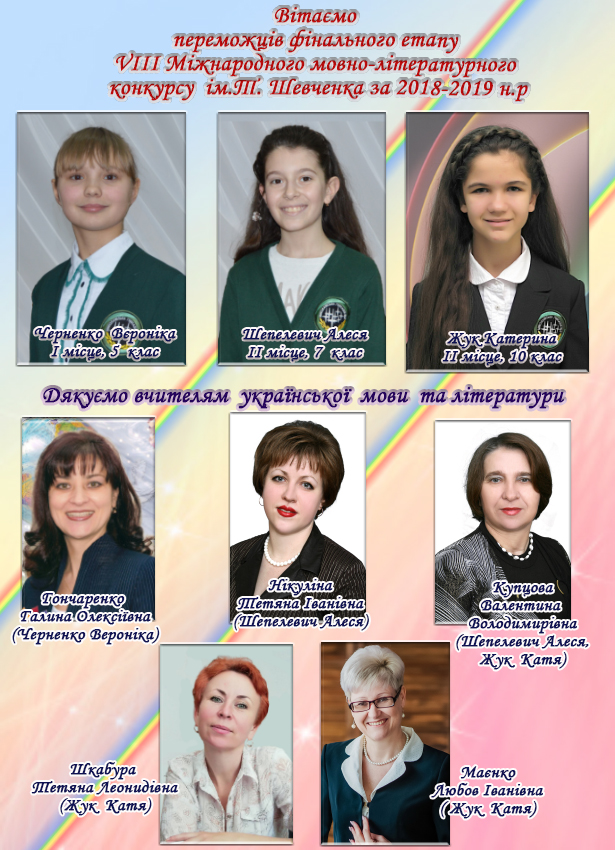 Вітаємо
переможців фінального етапу
VIII Міжнародного мовно-літературного
конкурсу ім.Т. Шевченка за 2018-2019 н.р
Черненко Вєроніка
I місце, 5 клас
Шепелевич Алеся
II місце, 7 клас
Жук Катерина
II місце, 10 клас
Дякуємо вчителям української мови та літератури
Гончаренко
Галина Олексіївна
(Черненко Вероніка)
Нікуліна
Тетяна Іванівна
(Шепелевич Алеся)
Купцова
Валентина
Володимирівна
(Шепелевич Алеся,
Жук Катя)
Шкабура
Тетяна Леонидівна
(Жук Катя)
Маєнко
Любов Іванівна
( Жук Катя)